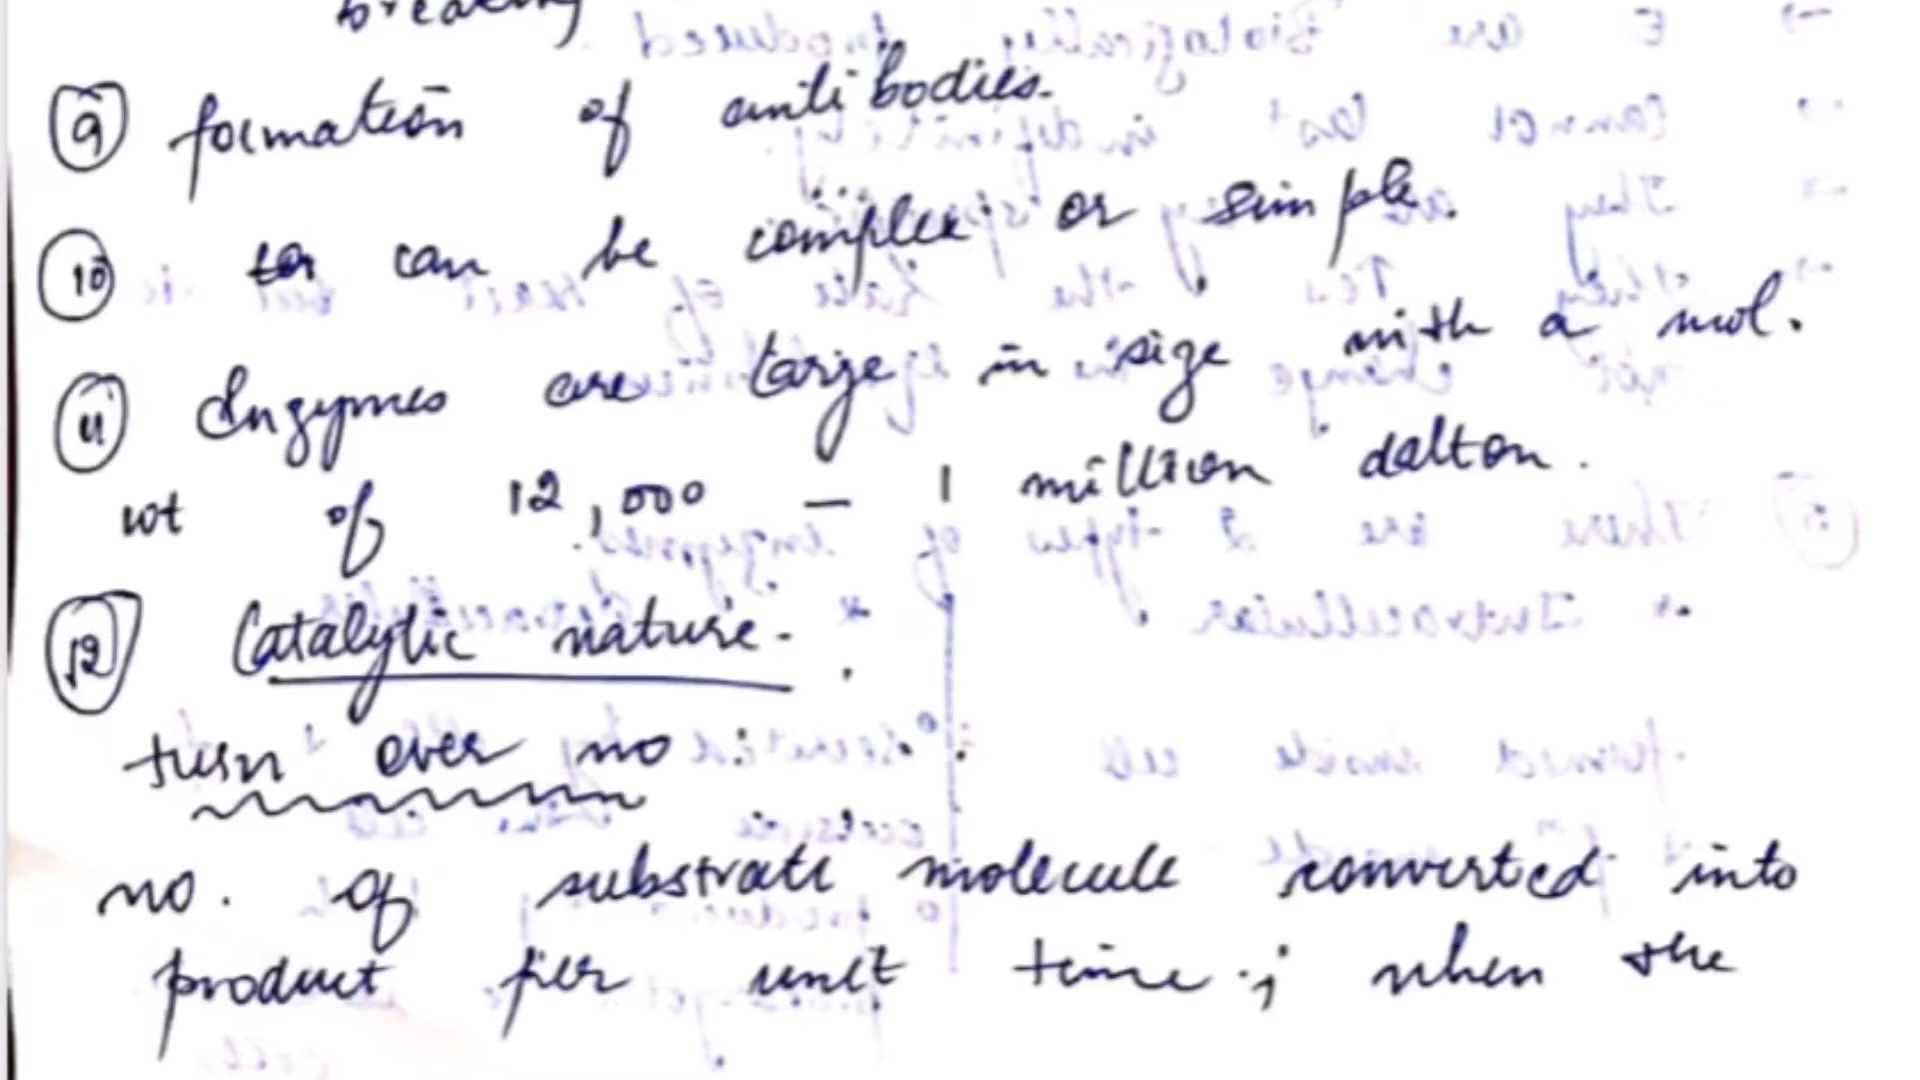 breaking
⑨ formation of antibodies.
⑩ can be complex or simple.
⑪ Enzymes are large in size with a mol.
wt of 12,000 – 1 million dalton.
⑫ Catalytic nature.
turn over no :
no. of substrate molecule converted into
product per unit time ; when the